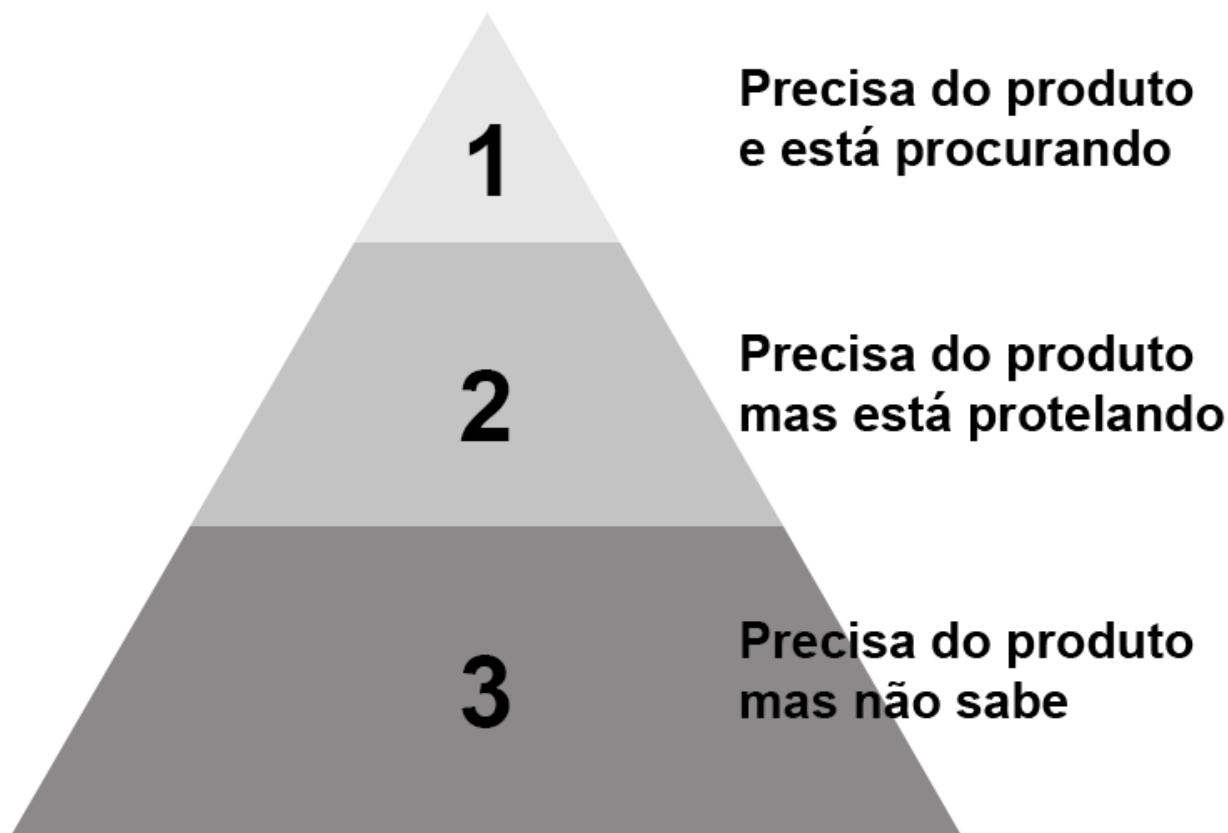 1
Precisa do produto
e está procurando
2
Precisa do produto
mas está protelando
3
Precisa do produto
mas não sabe